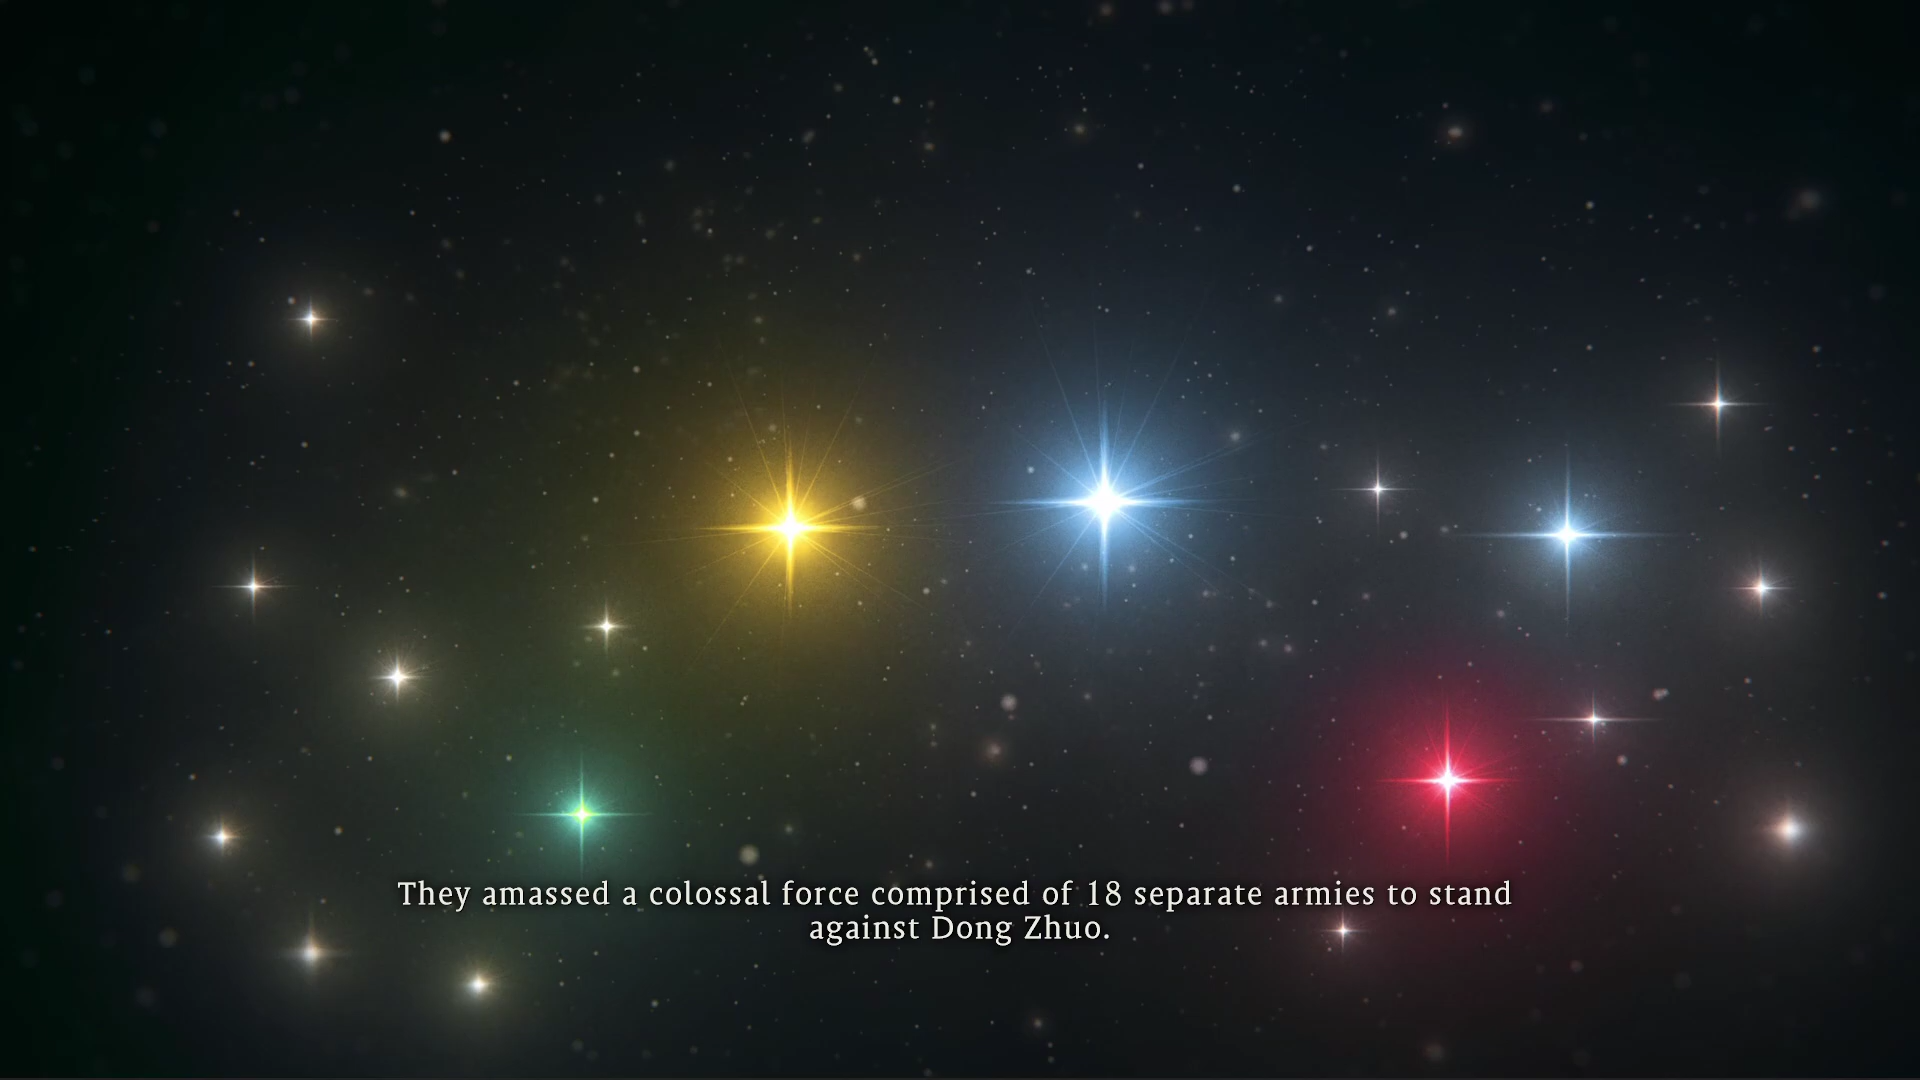 They amassed a colossal force comprised of 18 separate armies to stand
against Dong Zhuo.